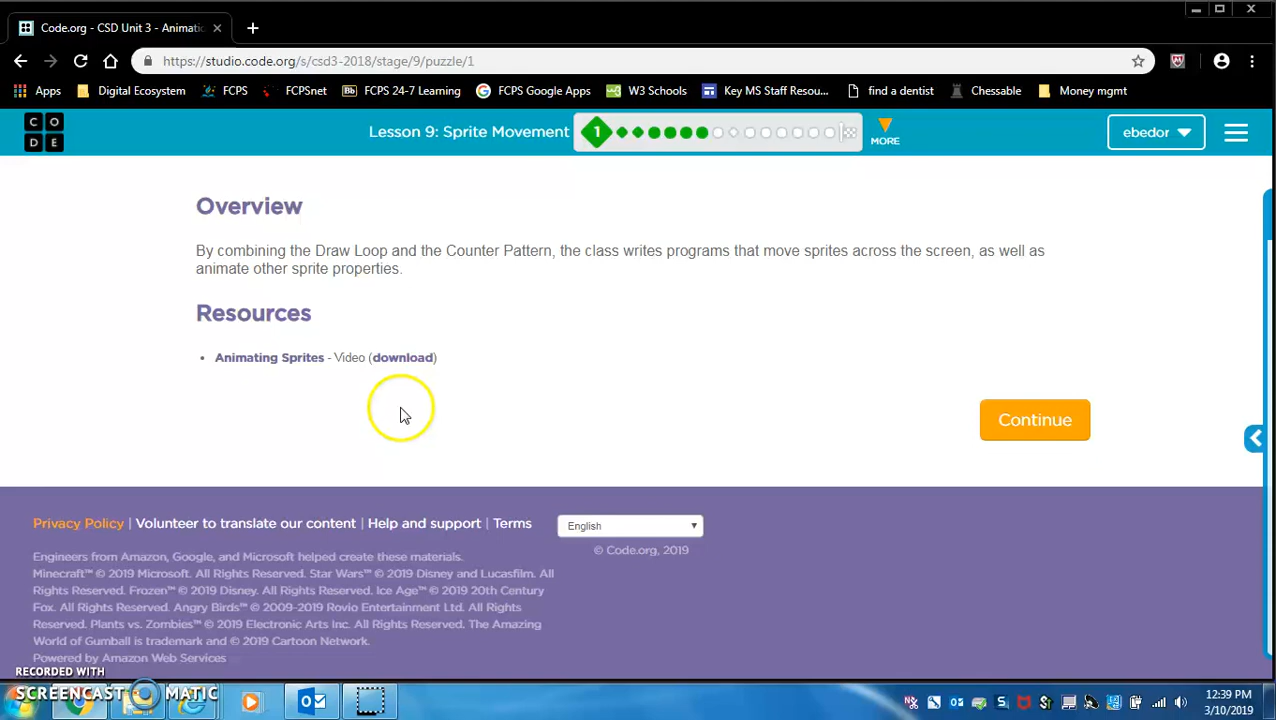 Code.org - CSD Unit 3 - Animatio
https://studio.code.org/s/csd3-2018/stage/9/puzzle/1
Apps Digital Ecosystem FCPS FCPSnet Bb FCPS 24-7 Learning G FCPS Google Apps W3 Schools Key MS Staff Resou... find a dentist Chessable Money mgmt
C O D E Lesson 9: Sprite Movement 1 MORE ebedor
Overview
By combining the Draw Loop and the Counter Pattern, the class writes programs that move sprites across the screen, as well as
animate other sprite properties.
Resources
• Animating Sprites - Video (download)
Continue
Privacy Policy | Volunteer to translate our content | Help and support | Terms
English
© Code.org, 2019
Engineers from Amazon, Google, and Microsoft helped create these materials.
Minecraft™ © 2019 Microsoft. All Rights Reserved. Star Wars™ © 2019 Disney and Lucasfilm. All
Rights Reserved. Frozen™ © 2019 Disney. All Rights Reserved. Ice Age™ © 2019 20th Century
Fox. All Rights Reserved. Angry Birds™ © 2009-2019 Rovio Entertainment Ltd. All Rights
Reserved. Plants vs. Zombies™ © 2019 Electronic Arts Inc. All Rights Reserved. The Amazing
World of Gumball is trademark and © 2019 Cartoon Network.
Powered by Amazon Web Services
RECORDED WITH
SCREENCAST MATIC
12:39 PM
3/10/2019